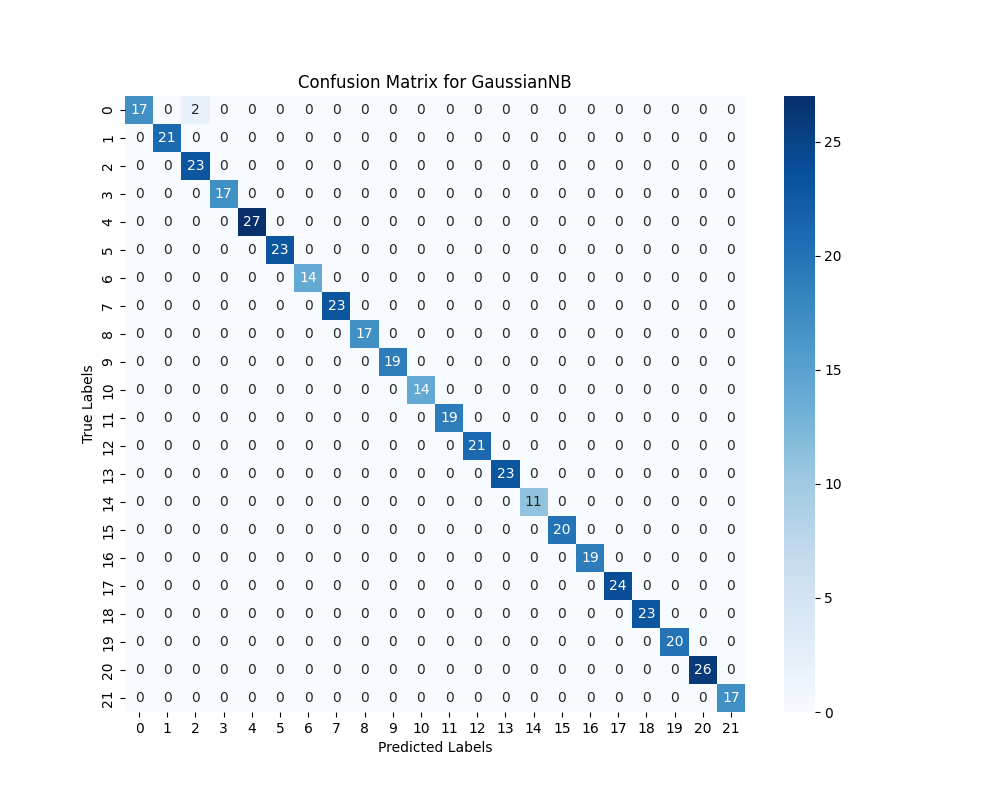 Confusion Matrix for GaussianNB
0 17 0 2 0 0 0 0 0 0 0 0 0 0 0 0 0 0 0 0 0 0 0
1 0 21 0 0 0 0 0 0 0 0 0 0 0 0 0 0 0 0 0 0 0 0
2 0 0 23 0 0 0 0 0 0 0 0 0 0 0 0 0 0 0 0 0 0 0
3 0 0 0 17 0 0 0 0 0 0 0 0 0 0 0 0 0 0 0 0 0 0
4 0 0 0 0 27 0 0 0 0 0 0 0 0 0 0 0 0 0 0 0 0 0
5 0 0 0 0 0 23 0 0 0 0 0 0 0 0 0 0 0 0 0 0 0 0
6 0 0 0 0 0 0 14 0 0 0 0 0 0 0 0 0 0 0 0 0 0 0
7 0 0 0 0 0 0 0 23 0 0 0 0 0 0 0 0 0 0 0 0 0 0
8 0 0 0 0 0 0 0 0 17 0 0 0 0 0 0 0 0 0 0 0 0 0
9 0 0 0 0 0 0 0 0 0 19 0 0 0 0 0 0 0 0 0 0 0 0
10 0 0 0 0 0 0 0 0 0 0 14 0 0 0 0 0 0 0 0 0 0 0
11 0 0 0 0 0 0 0 0 0 0 0 19 0 0 0 0 0 0 0 0 0 0
12 0 0 0 0 0 0 0 0 0 0 0 0 21 0 0 0 0 0 0 0 0 0
13 0 0 0 0 0 0 0 0 0 0 0 0 0 23 0 0 0 0 0 0 0 0
14 0 0 0 0 0 0 0 0 0 0 0 0 0 0 11 0 0 0 0 0 0 0
15 0 0 0 0 0 0 0 0 0 0 0 0 0 0 0 20 0 0 0 0 0 0
16 0 0 0 0 0 0 0 0 0 0 0 0 0 0 0 0 19 0 0 0 0 0
17 0 0 0 0 0 0 0 0 0 0 0 0 0 0 0 0 0 24 0 0 0 0
18 0 0 0 0 0 0 0 0 0 0 0 0 0 0 0 0 0 0 23 0 0 0
19 0 0 0 0 0 0 0 0 0 0 0 0 0 0 0 0 0 0 0 20 0 0
20 0 0 0 0 0 0 0 0 0 0 0 0 0 0 0 0 0 0 0 0 26 0
21 0 0 0 0 0 0 0 0 0 0 0 0 0 0 0 0 0 0 0 0 0 17
0 1 2 3 4 5 6 7 8 9 10 11 12 13 14 15 16 17 18 19 20 21
Predicted Labels
True Labels
25
20
15
10
5
0